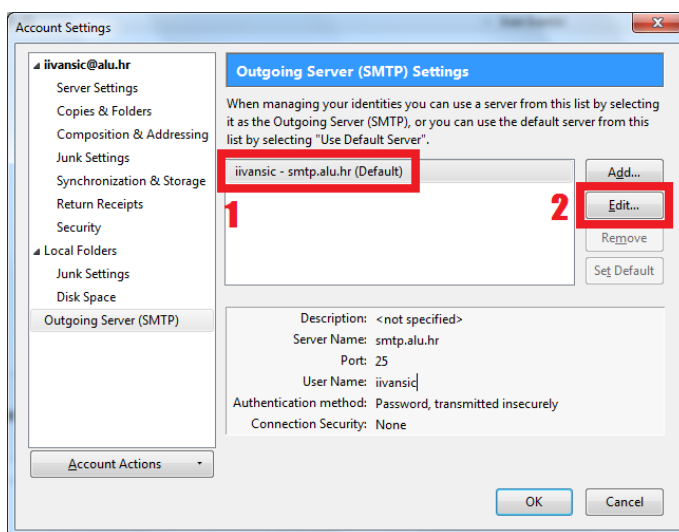 Account Settings
iivansic@alu.hr
Server Settings
Copies & Folders
Composition & Addressing
Junk Settings
Synchronization & Storage
Return Receipts
Security
Local Folders
Junk Settings
Disk Space
Outgoing Server (SMTP)
Account Actions
Outgoing Server (SMTP) Settings
When managing your identities you can use a server from this list by selecting
it as the Outgoing Server (SMTP), or you can use the default server from this
list by selecting "Use Default Server".
iivansic - smtp.alu.hr (Default)
1
2
Add...
Edit...
Remove
Set Default
Description: <not specified>
Server Name: smtp.alu.hr
Port: 25
User Name: iivansic
Authentication method: Password, transmitted insecurely
Connection Security: None
OK
Cancel